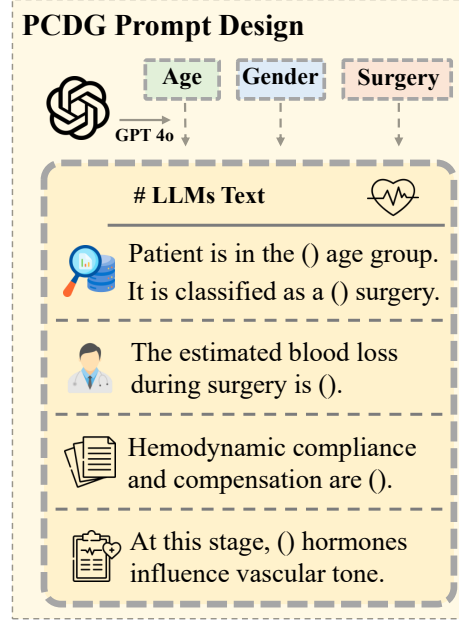 PCDG Prompt Design
Age
Gender
Surgery
GPT 4o
# LLMs Text
Patient is in the () age group.
It is classified as a () surgery.
The estimated blood loss
during surgery is ().
Hemodynamic compliance
and compensation are ().
At this stage, () hormones
influence vascular tone.